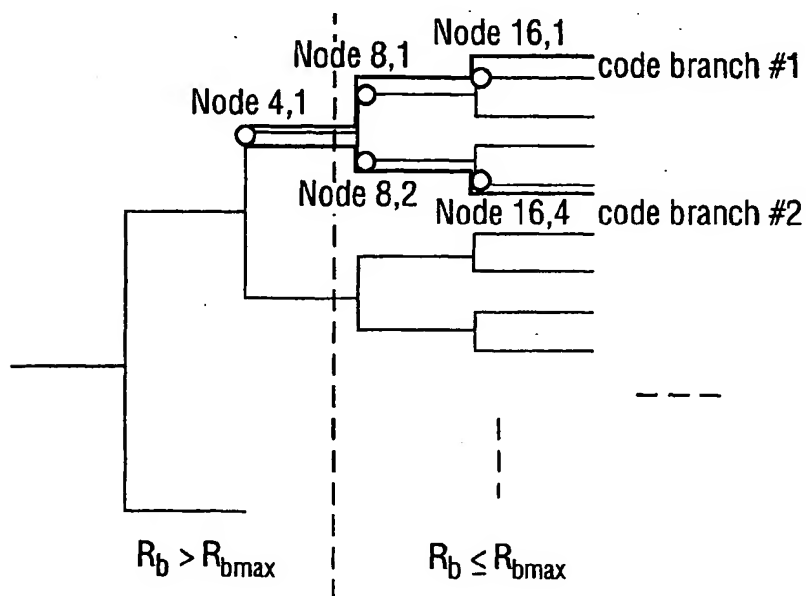 Node 16,1
Node 8,1
code branch #1
Node 4,1
Node 8,2
Node 16,4
code branch #2
R_b > R_bmax
R_b ≤ R_bmax